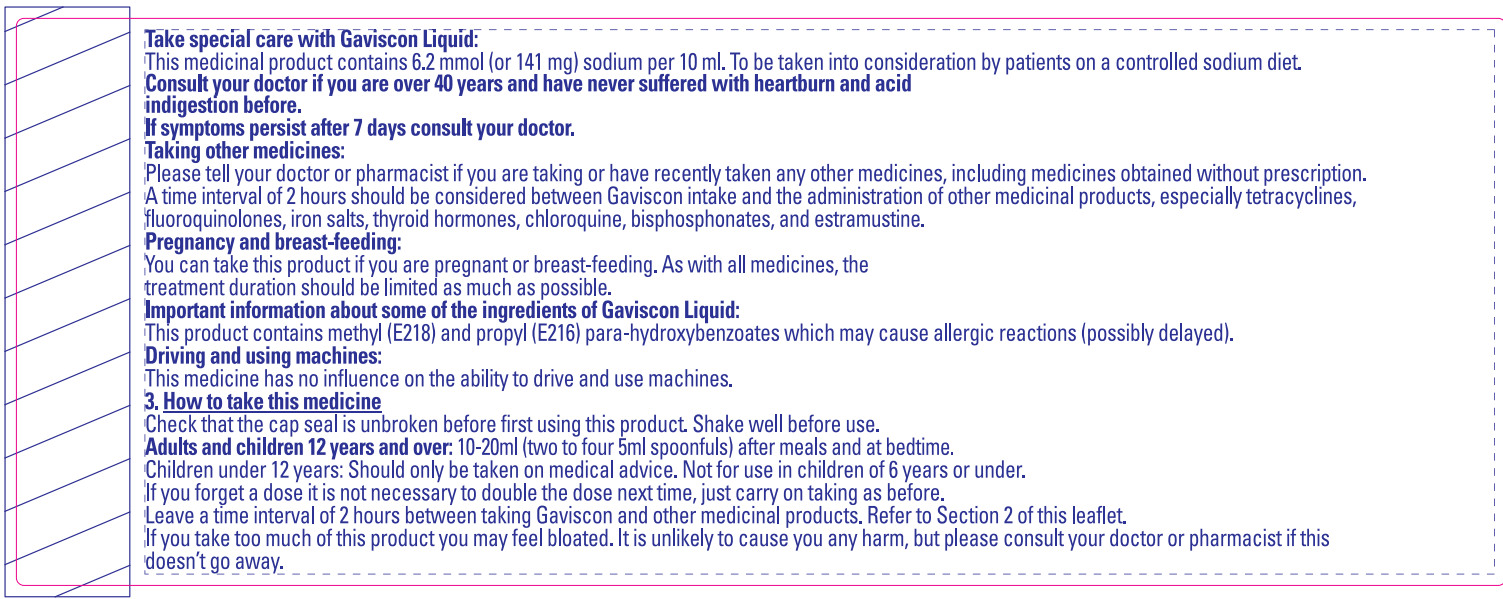 Take special care with Gaviscon Liquid:
This medicinal product contains 6.2 mmol (or 141 mg) sodium per 10 ml. To be taken into consideration by patients on a controlled sodium diet.
Consult your doctor if you are over 40 years and have never suffered with heartburn and acid
indigestion before.
If symptoms persist after 7 days consult your doctor.
Taking other medicines:
Please tell your doctor or pharmacist if you are taking or have recently taken any other medicines, including medicines obtained without prescription.
A time interval of 2 hours should be considered between Gaviscon intake and the administration of other medicinal products, especially tetracyclines,
fluoroquinolones, iron salts, thyroid hormones, chloroquine, bisphosphonates, and estramustine.
Pregnancy and breast-feeding:
You can take this product if you are pregnant or breast-feeding. As with all medicines, the
treatment duration should be limited as much as possible.
Important information about some of the ingredients of Gaviscon Liquid:
This product contains methyl (E218) and propyl (E216) para-hydroxybenzoates which may cause allergic reactions (possibly delayed).
Driving and using machines:
This medicine has no influence on the ability to drive and use machines.
3. How to take this medicine
Check that the cap seal is unbroken before first using this product. Shake well before use.
Adults and children 12 years and over: 10-20ml (two to four 5ml spoonfuls) after meals and at bedtime.
Children under 12 years: Should only be taken on medical advice. Not for use in children of 6 years or under.
If you forget a dose it is not necessary to double the dose next time, just carry on taking as before.
Leave a time interval of 2 hours between taking Gaviscon and other medicinal products. Refer to Section 2 of this leaflet.
If you take too much of this product you may feel bloated. It is unlikely to cause you any harm, but please consult your doctor or pharmacist if this
doesn't go away.